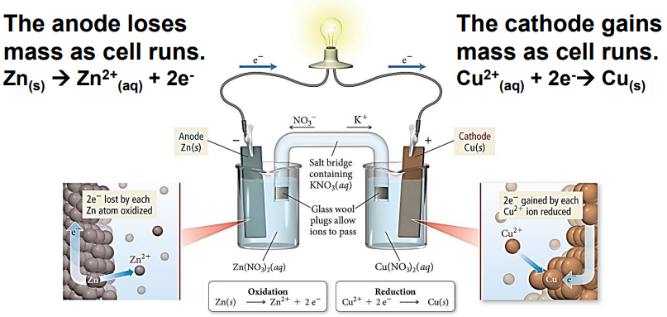 The anode loses
mass as cell runs.
Zn(s) → Zn²⁺(aq) + 2e⁻
The cathode gains
mass as cell runs.
Cu²⁺(aq) + 2e⁻→ Cu(s)
e⁻
e⁻
NO₃⁻
K⁺
Anode
Zn(s)
−
+
Cathode
Cu(s)
Salt bridge
containing
KNO₃(aq)
Glass wool
plugs allow
ions to pass
2e⁻ lost by each
Zn atom oxidized
e⁻
Zn²⁺
Zn
2e⁻ gained by each
Cu²⁺ ion reduced
Cu²⁺
Cu
e⁻
Zn(NO₃)₂(aq)
Cu(NO₃)₂(aq)
Oxidation
Zn(s) ⟶ Zn²⁺ + 2 e⁻
Reduction
Cu²⁺ + 2 e⁻ ⟶ Cu(s)